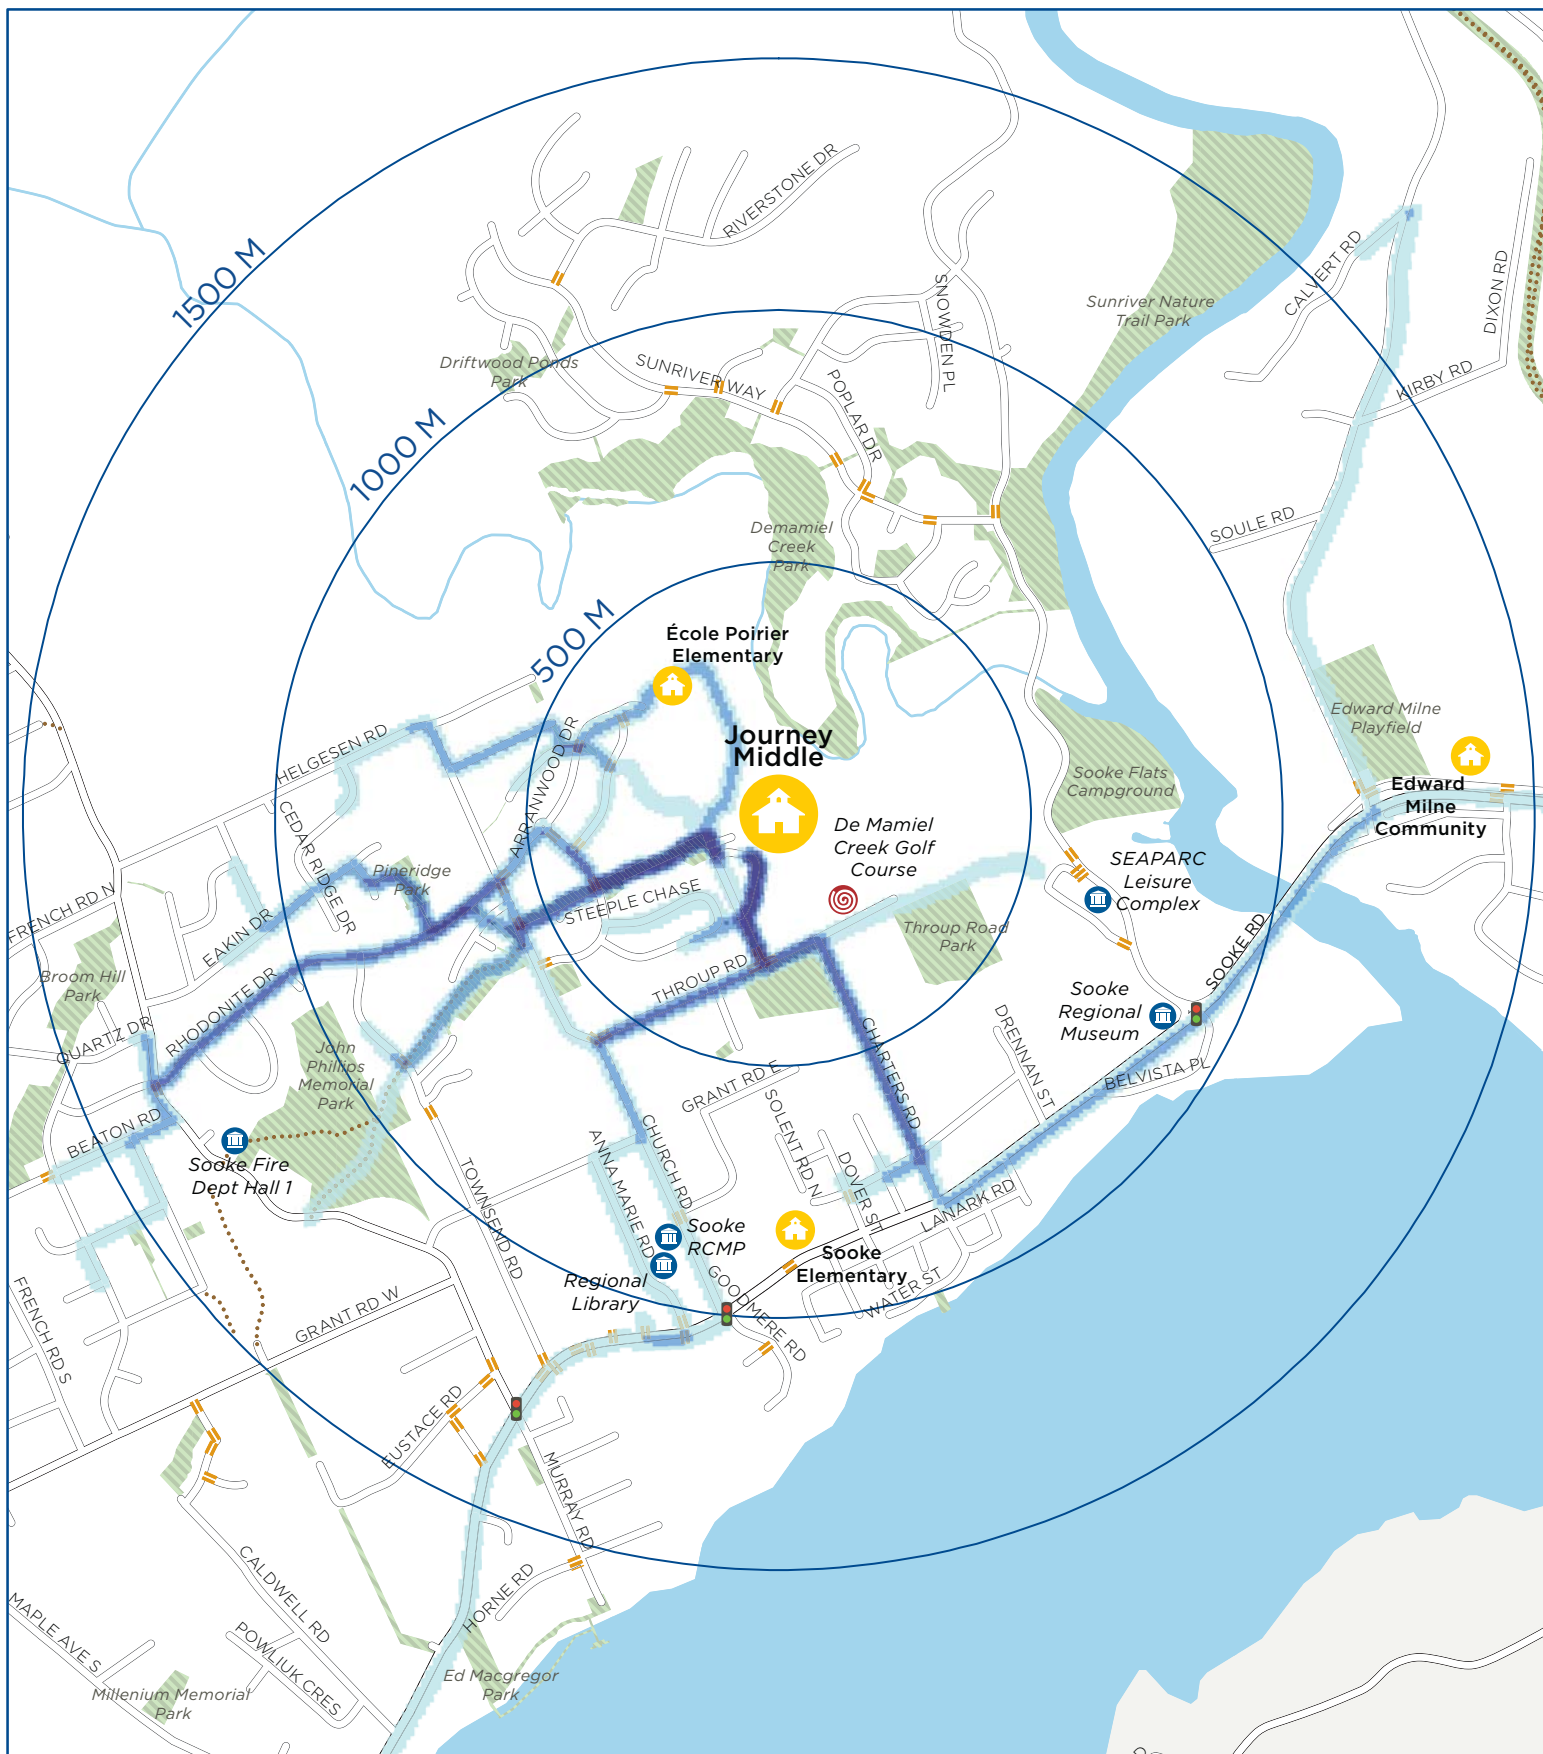 RIVERSTONE DR
1500 M
CALVERT RD
DIXON RD
SNOWDEN PL
Sunriver Nature
Trail Park
Driftwood Ponds
Park
SUNRIVER WAY
POPLAR DR
KIRBY RD
1000 M
SOULE RD
Demamiel
Creek
Park
500 M
École Poirier
Elementary
Journey
Middle
HELGESEN RD
ARRANWOOD DR
Edward Milne
Playfield
Sooke Flats
Campground
Edward
Milne
Community
CEDAR RIDGE DR
De Mamiel
Creek Golf
Course
SEAPARC
Leisure
Complex
Pineridge
Park
STEEPLE CHASE
FRENCH RD N
EAKIN DR
Throup Road
Park
SOOKE RD
THROUP RD
Broom Hill
Park
RHODONITE DR
Sooke
Regional
Museum
QUARTZ DR
John
Phillips
Memorial
Park
CHARTERS RD
DRENNAN ST
BELVISTA PL
GRANT RD E
SOLENT RD N
BEATON RD
CHURCH RD
ANNA MARIE RD
DOVER ST
Sooke Fire
Dept Hall 1
TOWNSEND RD
LANARK RD
Sooke
RCMP
Sooke
Elementary
Regional
Library
GOODMERE RD
WATER ST
FRENCH RD S
GRANT RD W
EUSTACE RD
MURRAY RD
CALDWELL RD
HORNE RD
MAPLE AVE S
POWLIUK CRES
Ed Macgregor
Park
Millenium Memorial
Park